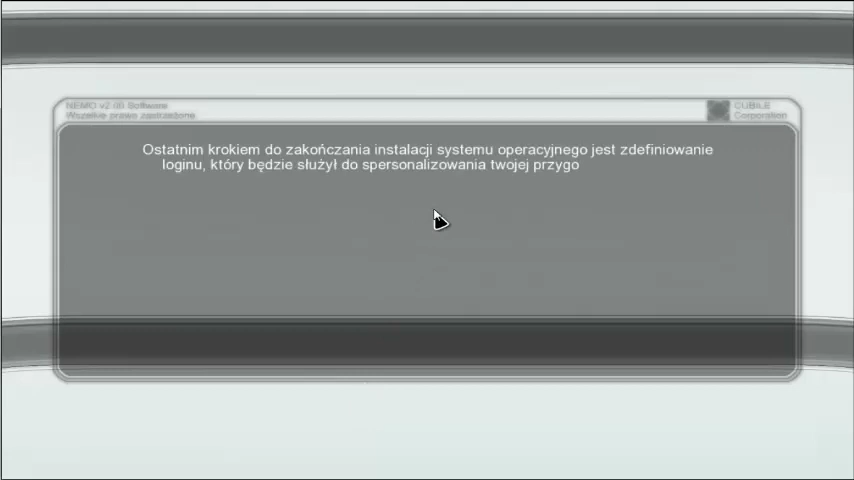 NEMO v2.00 Software
Wszelkie prawo zastrzeżone
CUBILE
Corporation
Ostatnim krokiem do zakończania instalacji systemu operacyjnego jest zdefiniowanie
loginu, który będzie służył do spersonalizowania twojej przygo